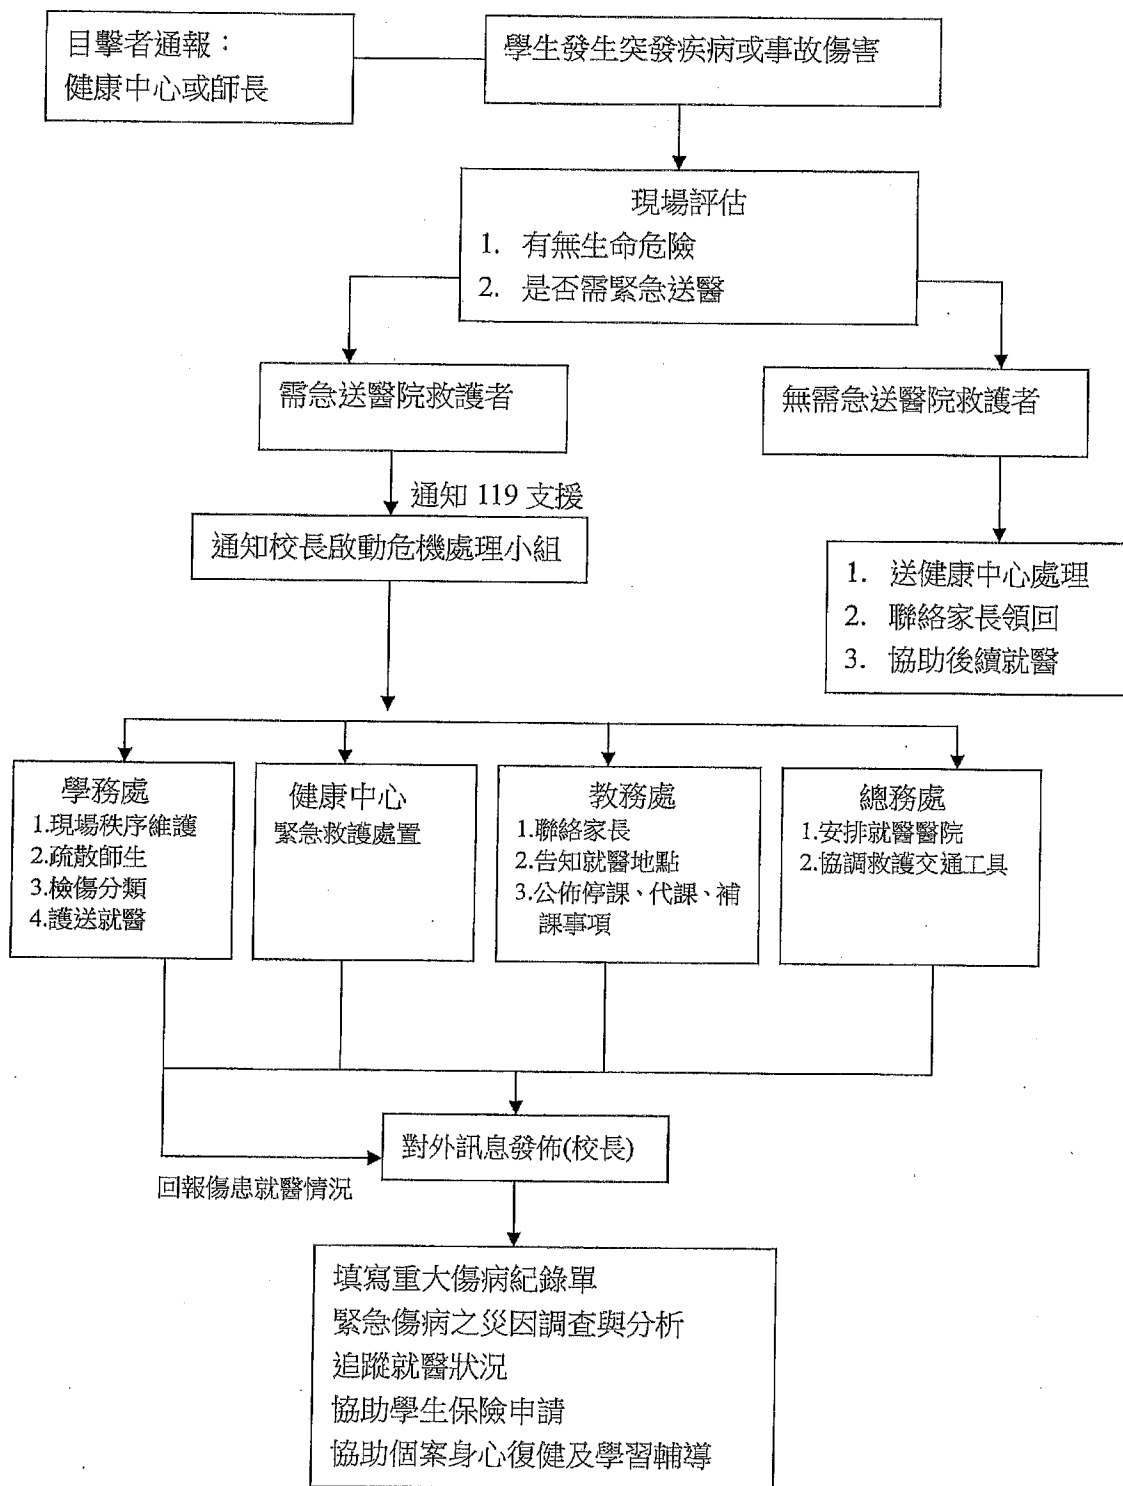 目擊者通報：
健康中心或師長
學生發生突發疾病或事故傷害
現場評估
1. 有無生命危險
2. 是否需緊急送醫
需急送醫院救護者
無需急送醫院救護者
通知 119 支援
通知校長啟動危機處理小組
1. 送健康中心處理
2. 聯絡家長領回
3. 協助後續就醫
學務處
1.現場秩序維護
2.疏散師生
3.檢傷分類
4.護送就醫
健康中心
緊急救護處置
教務處
1.聯絡家長
2.告知就醫地點
3.公佈停課、代課、補
課事項
總務處
1.安排就醫醫院
2.協調救護交通工具
對外訊息發佈(校長)
回報傷患就醫情況
填寫重大傷病紀錄單
緊急傷病之災因調查與分析
追蹤就醫狀況
協助學生保險申請
協助個案身心復健及學習輔導